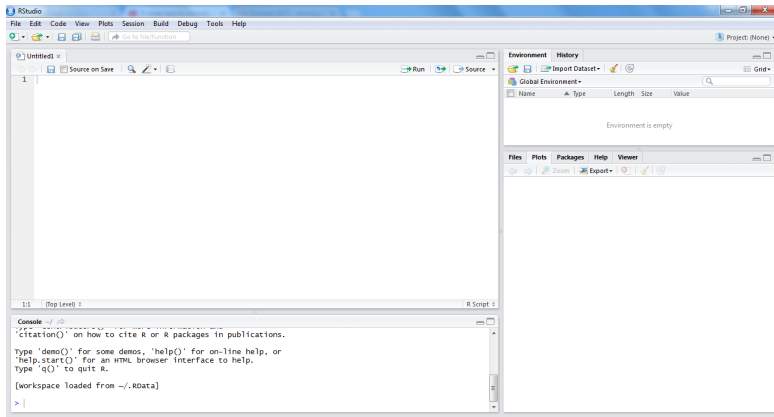 RStudio
File Edit Code View Plots Session Build Debug Tools Help
Go to file/function
Project: (None)
Untitled1
Source on Save
Run
Source
1
1:1 (Top Level) R Script
Console ~/
'citation()' on how to cite R or R packages in publications.
Type 'demo()' for some demos, 'help()' for on-line help, or
'help.start()' for an HTML browser interface to help.
Type 'q()' to quit R.
[Workspace loaded from ~/.RData]
>
Environment History
Import Dataset
Grid
Global Environment
Name Type Length Size Value
Environment is empty
Files Plots Packages Help Viewer
Zoom Export